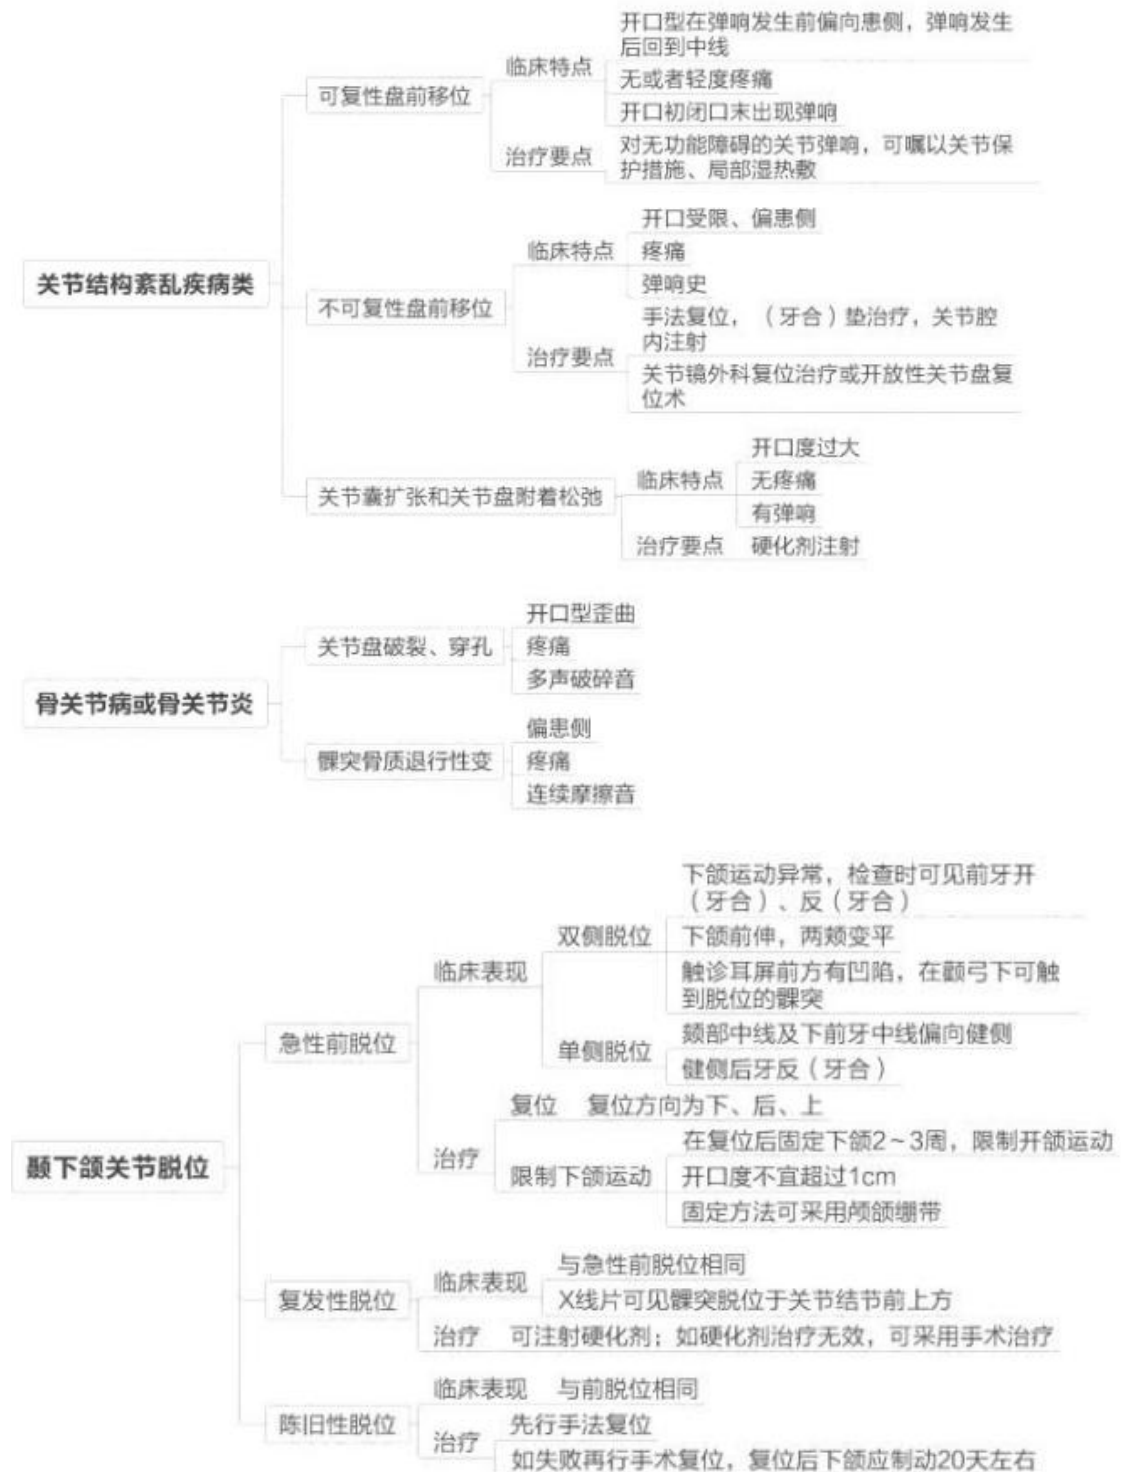 关节结构紊乱疾病类
可复性盘前移位
临床特点
开口型在弹响发生前偏向患侧，弹响发生
后回到中线
无或者轻度疼痛
开口初闭口末出现弹响
治疗要点
对无功能障碍的关节弹响，可嘱以关节保
护措施、局部湿热敷
不可复性盘前移位
临床特点
开口受限、偏患侧
疼痛
弹响史
治疗要点
手法复位，（牙合）垫治疗，关节腔
内注射
关节镜外科复位治疗或开放性关节盘复
位术
关节囊扩张和关节盘附着松弛
临床特点
开口度过大
无疼痛
有弹响
治疗要点
硬化剂注射
骨关节病或骨关节炎
关节盘破裂、穿孔
开口型歪曲
疼痛
多声破碎音
髁突骨质退行性变
偏患侧
疼痛
连续摩擦音
颞下颌关节脱位
急性前脱位
临床表现
双侧脱位
下颌运动异常，检查时可见前牙开
（牙合）、反（牙合）
下颌前伸，两颊变平
触诊耳屏前方有凹陷，在颧弓下可触
到脱位的髁突
单侧脱位
颏部中线及下前牙中线偏向健侧
健侧后牙反（牙合）
治疗
复位
复位方向为下、后、上
限制下颌运动
在复位后固定下颌2~3周，限制开颌运动
开口度不宜超过1cm
固定方法可采用颅颌绷带
复发性脱位
临床表现
与急性前脱位相同
X线片可见髁突脱位于关节结节前上方
治疗
可注射硬化剂；如硬化剂治疗无效，可采用手术治疗
陈旧性脱位
临床表现
与前脱位相同
治疗
先行手法复位
如失败再行手术复位，复位后下颌应制动20天左右